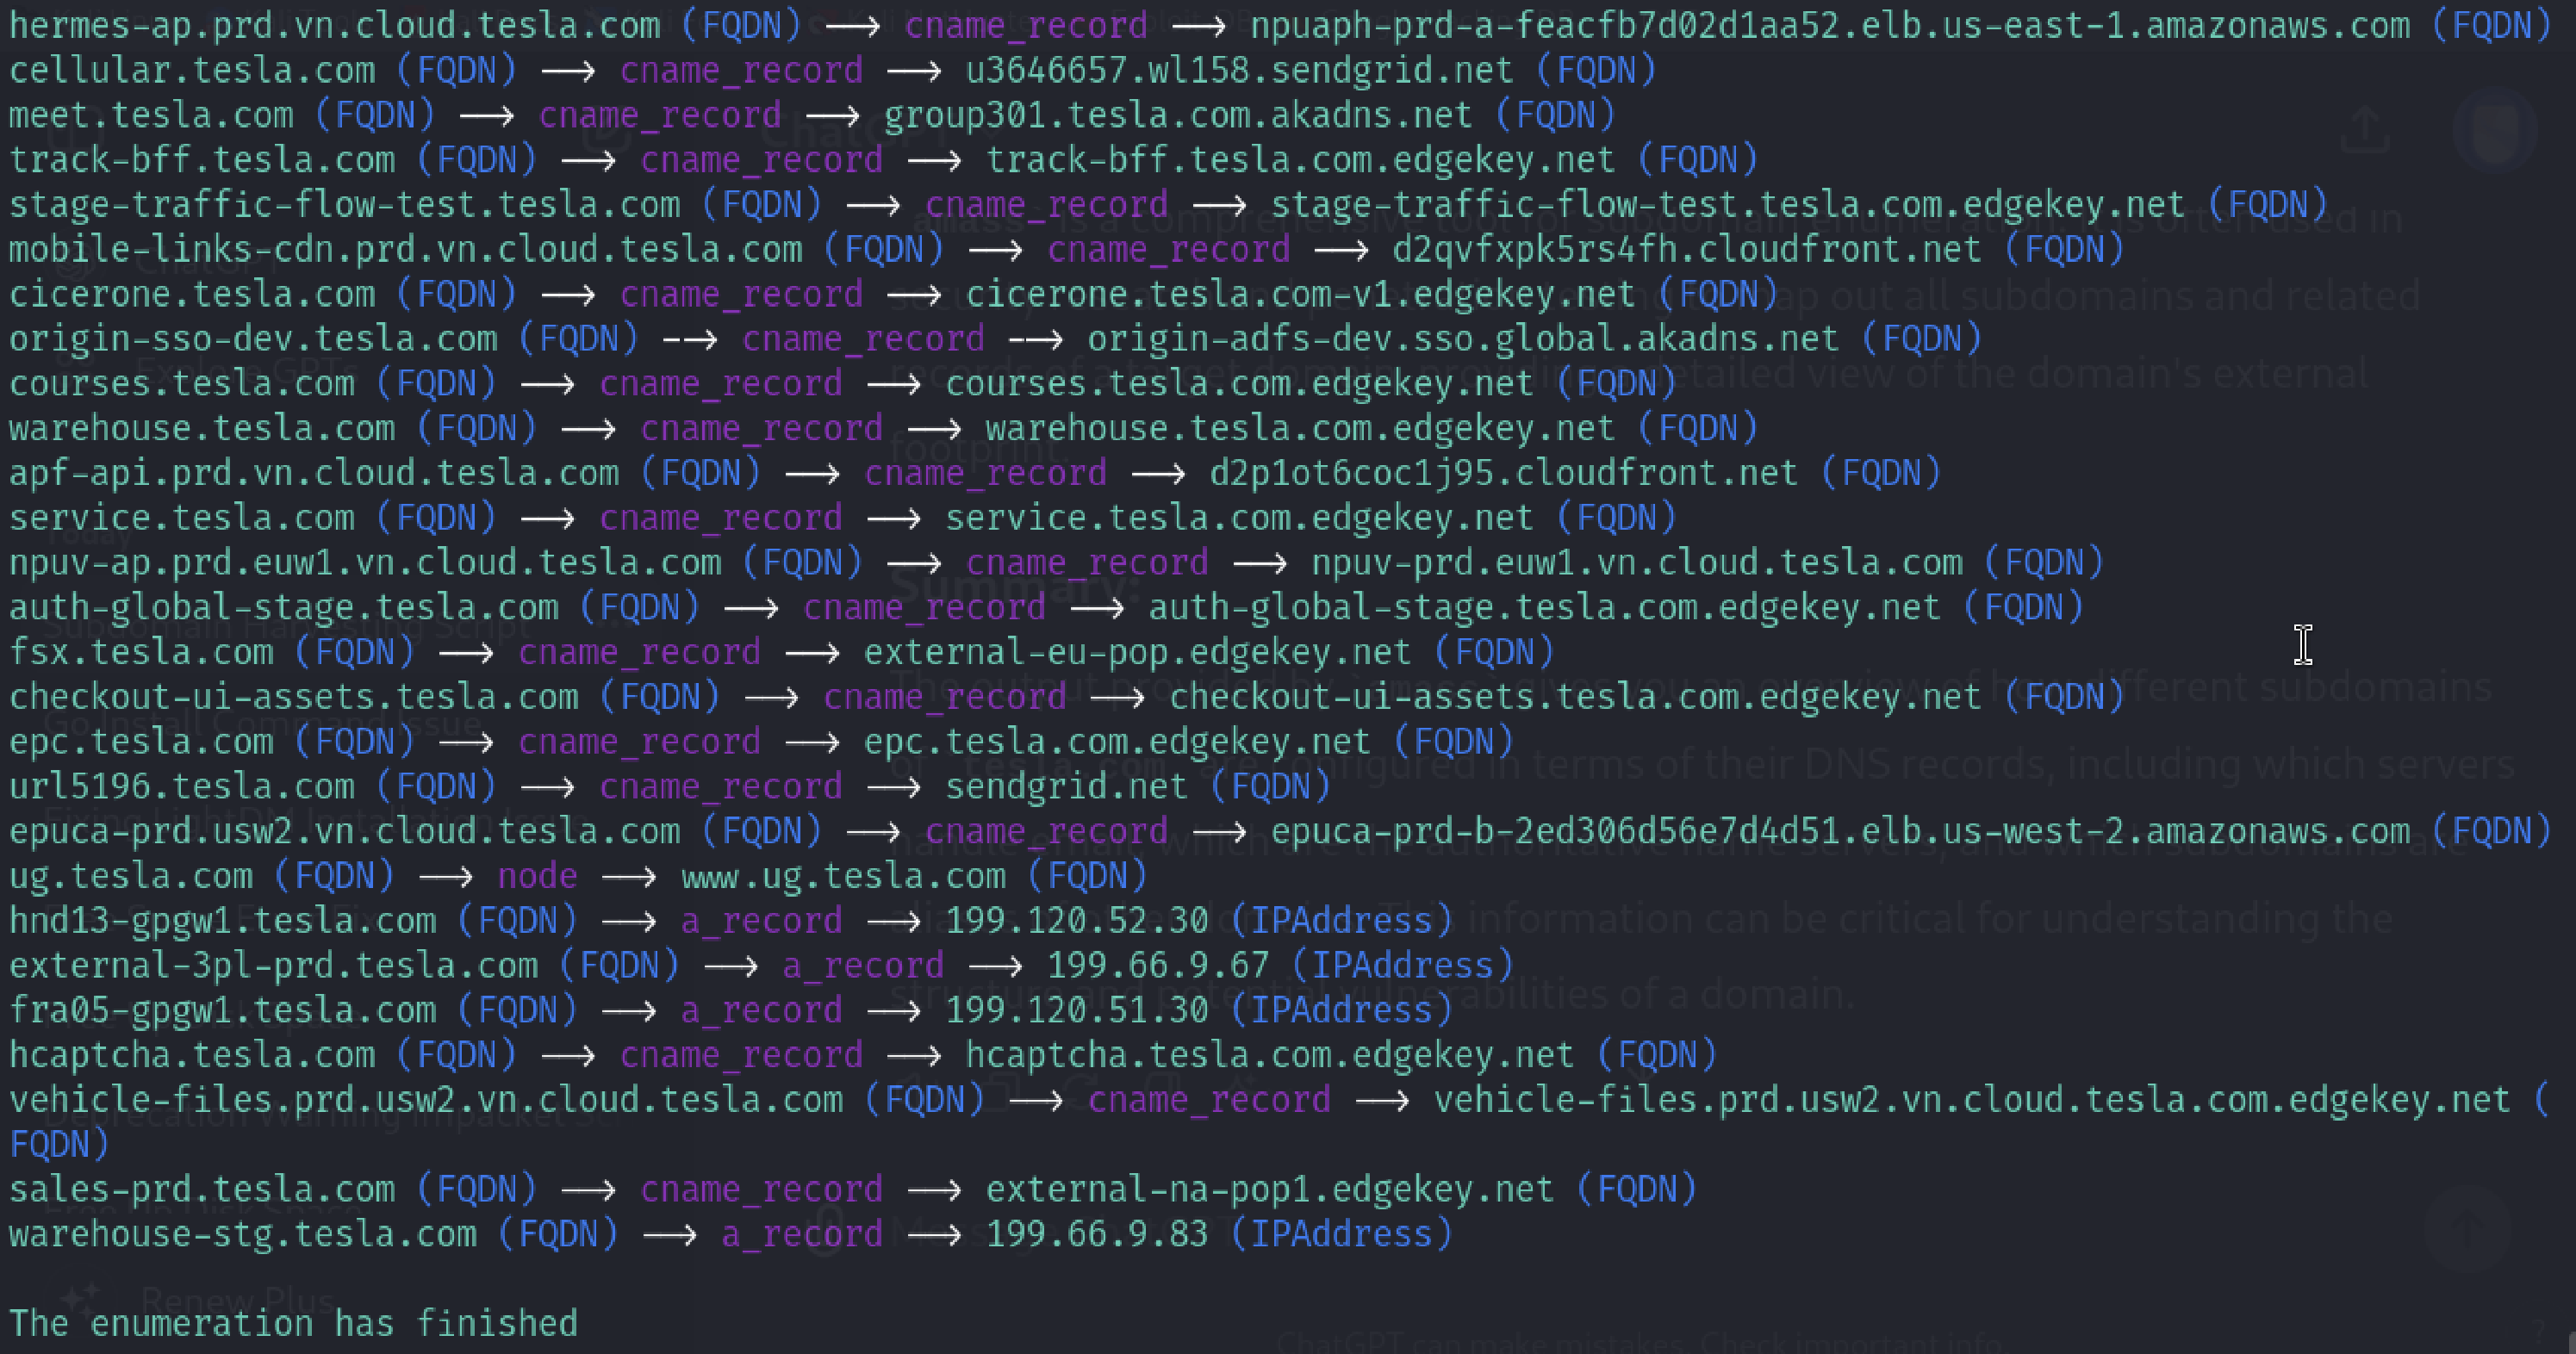 hermes-ap.prd.vn.cloud.tesla.com (FQDN) ⟶ cname_record ⟶ npuaph-prd-a-feacfb7d02d1aa52.elb.us-east-1.amazonaws.com (FQDN)
cellular.tesla.com (FQDN) ⟶ cname_record ⟶ u3646657.wl158.sendgrid.net (FQDN)
meet.tesla.com (FQDN) ⟶ cname_record ⟶ group301.tesla.com.akadns.net (FQDN)
track-bff.tesla.com (FQDN) ⟶ cname_record ⟶ track-bff.tesla.com.edgekey.net (FQDN)
stage-traffic-flow-test.tesla.com (FQDN) ⟶ cname_record ⟶ stage-traffic-flow-test.tesla.com.edgekey.net (FQDN)
mobile-links-cdn.prd.vn.cloud.tesla.com (FQDN) ⟶ cname_record ⟶ d2qvfxpk5rs4fh.cloudfront.net (FQDN)
cicerone.tesla.com (FQDN) ⟶ cname_record ⟶ cicerone.tesla.com-v1.edgekey.net (FQDN)
origin-sso-dev.tesla.com (FQDN) --> cname_record --> origin-adfs-dev.sso.global.akadns.net (FQDN)
courses.tesla.com (FQDN) ⟶ cname_record ⟶ courses.tesla.com.edgekey.net (FQDN)
warehouse.tesla.com (FQDN) ⟶ cname_record ⟶ warehouse.tesla.com.edgekey.net (FQDN)
apf-api.prd.vn.cloud.tesla.com (FQDN) ⟶ cname_record ⟶ d2p1ot6coc1j95.cloudfront.net (FQDN)
service.tesla.com (FQDN) ⟶ cname_record ⟶ service.tesla.com.edgekey.net (FQDN)
npuv-ap.prd.euw1.vn.cloud.tesla.com (FQDN) ⟶ cname_record ⟶ npuv-prd.euw1.vn.cloud.tesla.com (FQDN)
auth-global-stage.tesla.com (FQDN) ⟶ cname_record ⟶ auth-global-stage.tesla.com.edgekey.net (FQDN)
fsx.tesla.com (FQDN) ⟶ cname_record ⟶ external-eu-pop.edgekey.net (FQDN)
checkout-ui-assets.tesla.com (FQDN) ⟶ cname_record ⟶ checkout-ui-assets.tesla.com.edgekey.net (FQDN)
epc.tesla.com (FQDN) ⟶ cname_record ⟶ epc.tesla.com.edgekey.net (FQDN)
url5196.tesla.com (FQDN) ⟶ cname_record ⟶ sendgrid.net (FQDN)
epuca-prd.usw2.vn.cloud.tesla.com (FQDN) ⟶ cname_record ⟶ epuca-prd-b-2ed306d56e7d4d51.elb.us-west-2.amazonaws.com (FQDN)
ug.tesla.com (FQDN) ⟶ node ⟶ www.ug.tesla.com (FQDN)
hnd13-gpgw1.tesla.com (FQDN) ⟶ a_record ⟶ 199.120.52.30 (IPAddress)
external-3pl-prd.tesla.com (FQDN) ⟶ a_record ⟶ 199.66.9.67 (IPAddress)
fra05-gpgw1.tesla.com (FQDN) ⟶ a_record ⟶ 199.120.51.30 (IPAddress)
hcaptcha.tesla.com (FQDN) ⟶ cname_record ⟶ hcaptcha.tesla.com.edgekey.net (FQDN)
vehicle-files.prd.usw2.vn.cloud.tesla.com (FQDN) ⟶ cname_record ⟶ vehicle-files.prd.usw2.vn.cloud.tesla.com.edgekey.net (
FQDN)
sales-prd.tesla.com (FQDN) ⟶ cname_record ⟶ external-na-pop1.edgekey.net (FQDN)
warehouse-stg.tesla.com (FQDN) ⟶ a_record ⟶ 199.66.9.83 (IPAddress)
Renew Plus
The enumeration has finished
ChatGPT can make mistakes. Check important info.